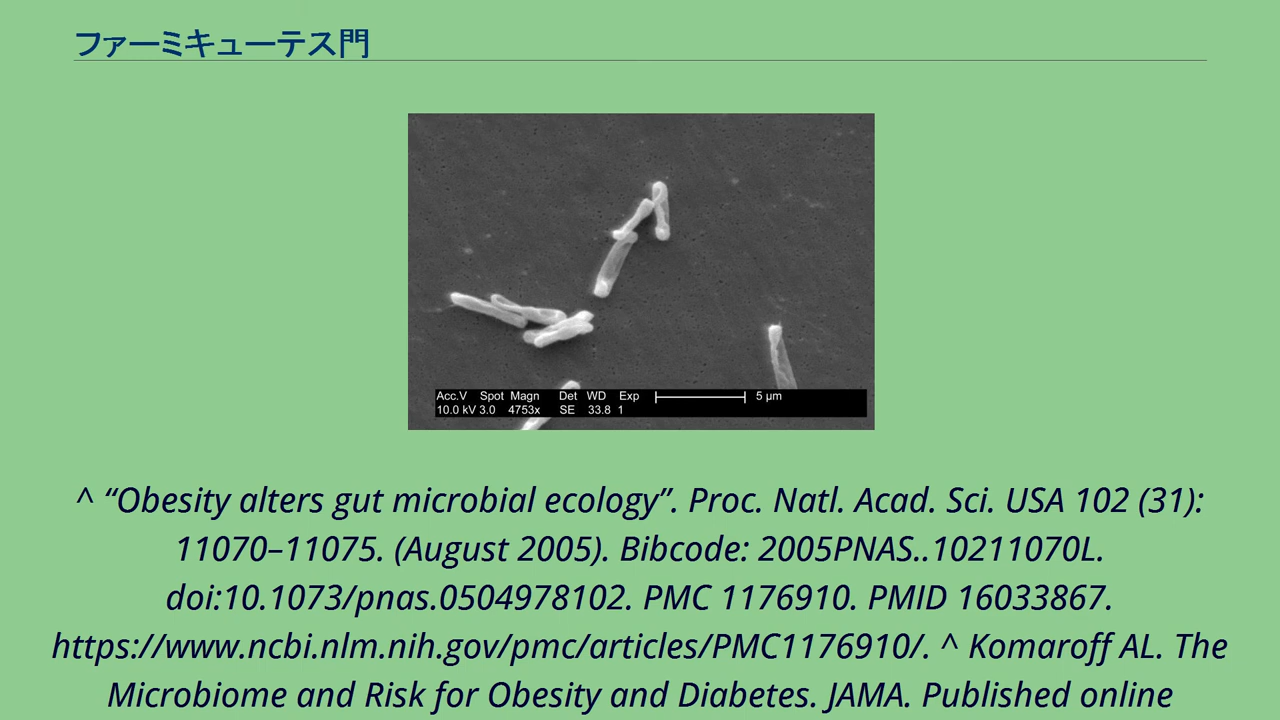 ファーミキューテス門
Acc.V Spot Magn Det WD Exp 5 µm
10.0 kV 3.0 4753x SE 33.8 1
^ “Obesity alters gut microbial ecology”. Proc. Natl. Acad. Sci. USA 102 (31):
11070–11075. (August 2005). Bibcode: 2005PNAS..10211070L.
doi:10.1073/pnas.0504978102. PMC 1176910. PMID 16033867.
https://www.ncbi.nlm.nih.gov/pmc/articles/PMC1176910/. ^ Komaroff AL. The
Microbiome and Risk for Obesity and Diabetes. JAMA. Published online